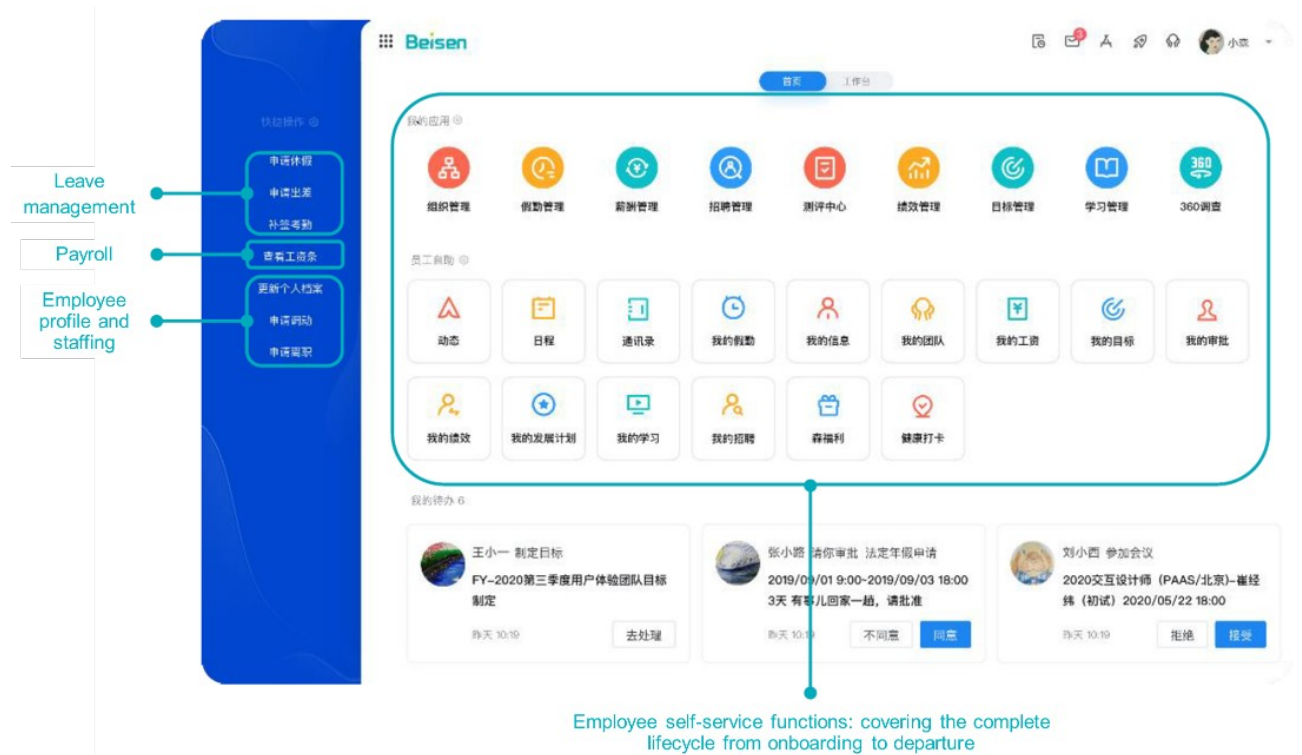 Beisen
3
小森
首页
工作台
快捷操作
申请休假
申请出差
补签考勤
查看工资条
更新个人档案
申请调动
申请离职
Leave
management
Payroll
Employee
profile and
staffing
我的应用
组织管理
假勤管理
薪酬管理
招聘管理
测评中心
绩效管理
目标管理
学习管理
360
360调查
员工自助
动态
日程
通讯录
我的假勤
我的信息
我的团队
我的工资
我的目标
我的审批
我的绩效
我的发展计划
我的学习
我的招聘
森福利
健康打卡
我的待办 6
王小一 制定目标
FY-2020第三季度用户体验团队目标
制定
昨天 10:19
去处理
张小路 请你审批 法定年假申请
2019/09/01 9:00~2019/09/03 18:00
3天 有事儿回家一趟，请批准
昨天 10:19
不同意
同意
刘小西 参加会议
2020交互设计师（PAAS/北京)–崔经
纬（初试）2020/05/22 18:00
昨天 10:19
拒绝
接受
Employee self-service functions: covering the complete
lifecycle from onboarding to departure